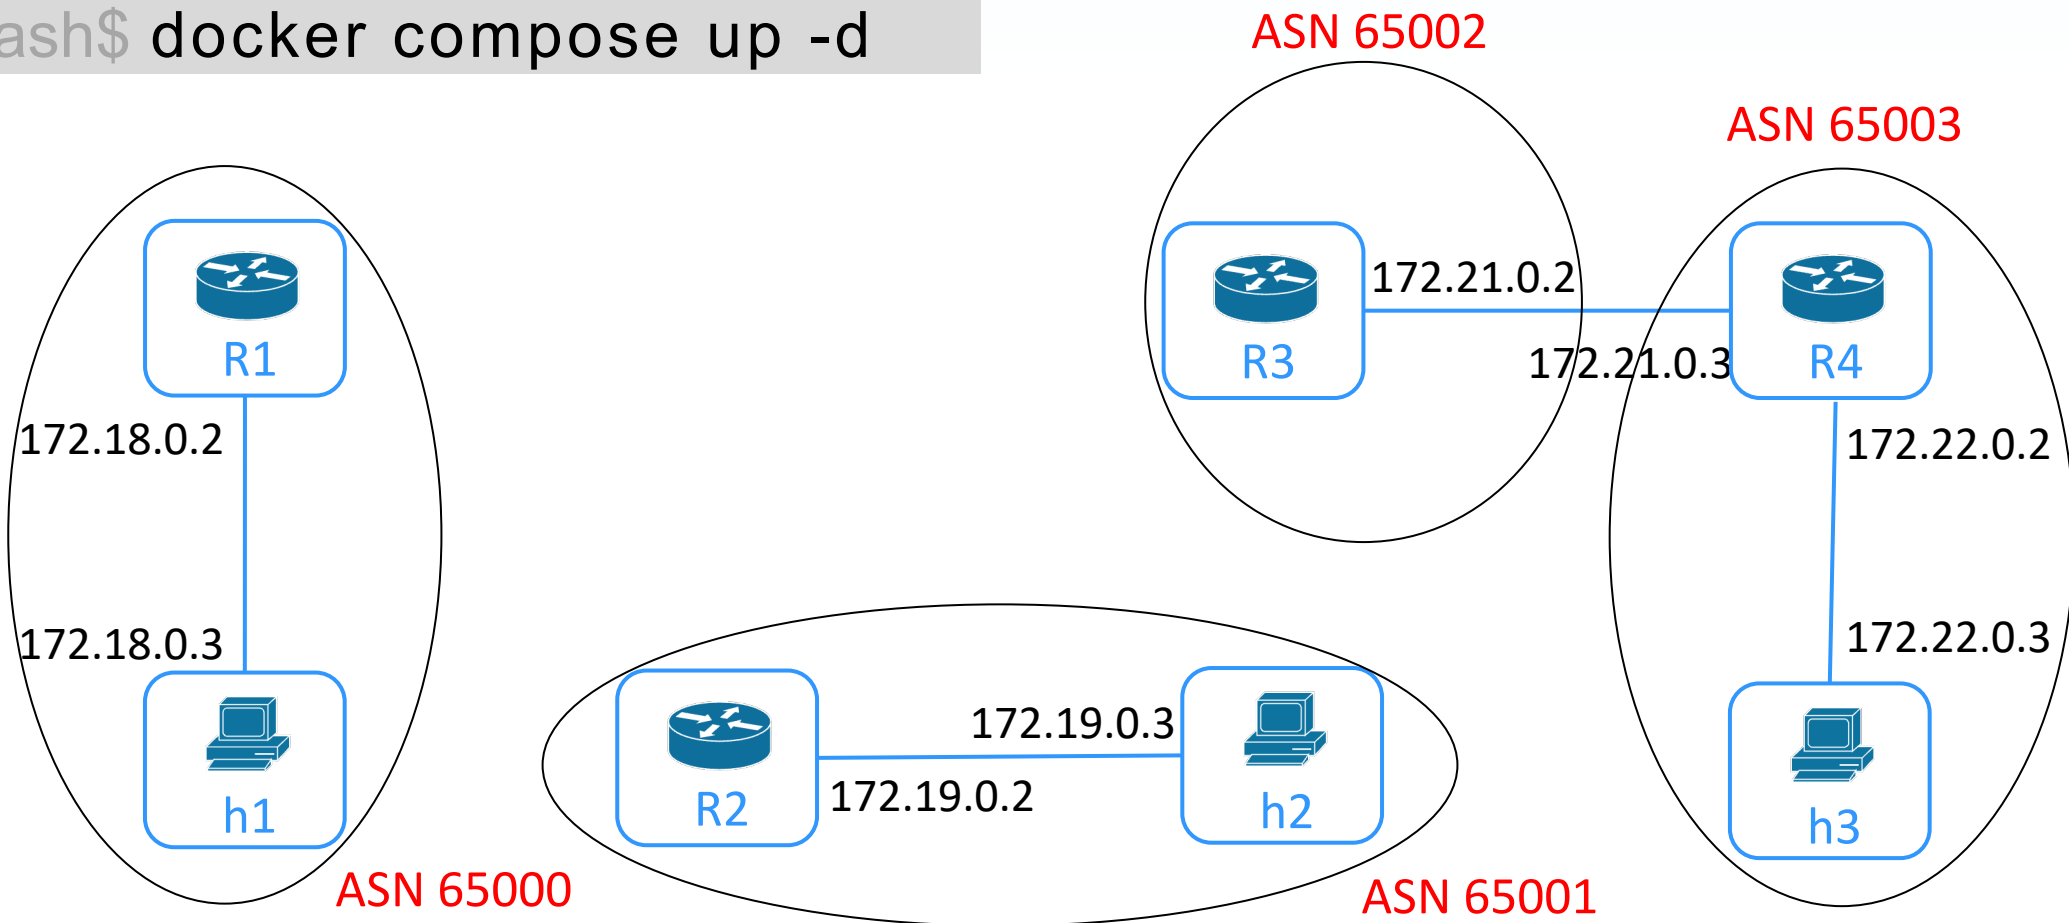 ash$ docker compose up -d
ASN 65002
ASN 65003
R1
172.18.0.2
172.18.0.3
h1
ASN 65000
R3
172.21.0.2
172.21.0.3
R4
172.22.0.2
172.22.0.3
h3
R2
172.19.0.3
172.19.0.2
h2
ASN 65001